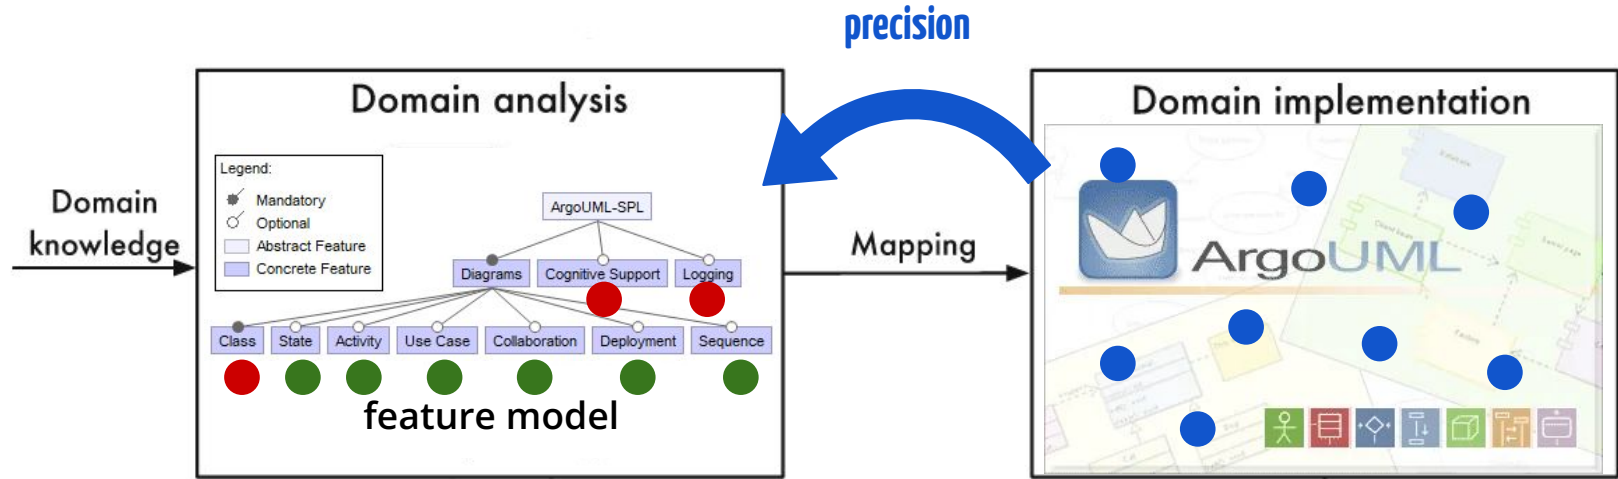 precision
Domain analysis
Domain implementation
Legend:
Mandatory
Optional
Abstract Feature
Concrete Feature
ArgoUML-SPL
Domain
knowledge
Mapping
ArgoUML
Diagrams
Cognitive Support
Logging
Class
State
Activity
Use Case
Collaboration
Deployment
Sequence
feature model